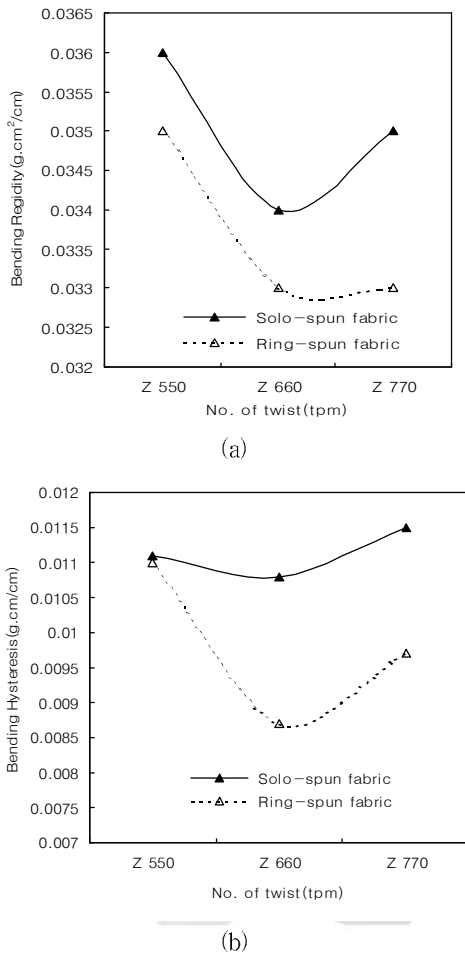 0.0365
0.036
0.0355
0.035
0.0345
0.034
0.0335
0.033
0.0325
0.032
Bending Regidity(g.cm²/cm)
Solo-spun fabric
Ring-spun fabric
Z 550 Z 660 Z 770
No. of twist(tpm)
(a)
0.012
0.0115
0.011
0.0105
0.01
0.0095
0.009
0.0085
0.008
0.0075
0.007
Bending Hysteresis(g.cm/cm)
Solo-spun fabric
Ring-spun fabric
Z 550 Z 660 Z 770
No. of twist(tpm)
(b)